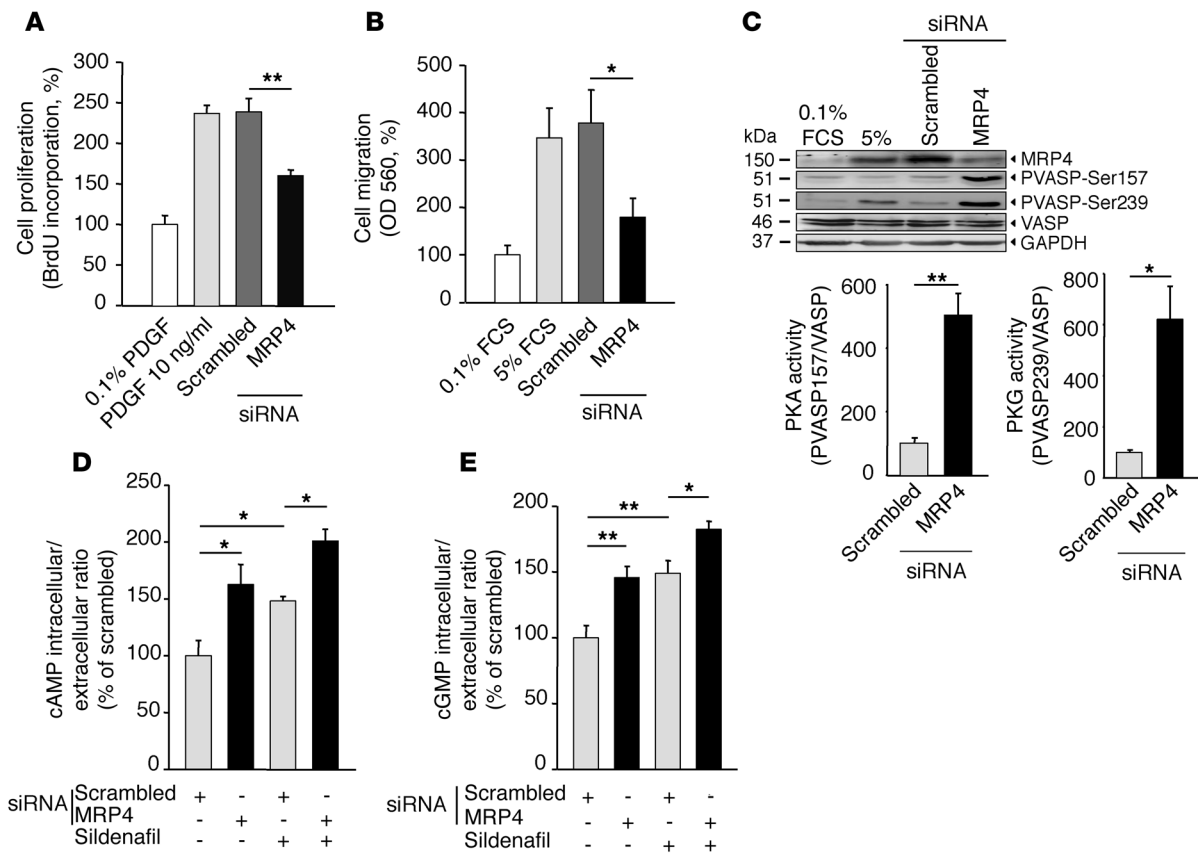 A
Cell proliferation
(BrdU incorporation, %)
300
250
200
150
100
50
0
**
0.1% PDGF
PDGF 10 ng/ml
Scrambled
MRP4
siRNA
B
Cell migration
(OD 560, %)
500
400
300
200
100
0
*
0.1% FCS
5% FCS
Scrambled
MRP4
siRNA
C
siRNA
kDa
0.1%
FCS
5%
Scrambled
MRP4
150
MRP4
51
PVASP-Ser157
51
PVASP-Ser239
46
VASP
37
GAPDH
PKA activity
(PVASP157/VASP)
600
400
200
0
**
Scrambled
MRP4
siRNA
PKG activity
(PVASP239/VASP)
800
600
400
200
0
*
Scrambled
MRP4
siRNA
D
cAMP intracellular/
extracellular ratio
(% of scrambled)
250
200
150
100
50
0
*
*
*
siRNA
Scrambled + - + -
MRP4 - + - +
Sildenafil - - + +
E
cGMP intracellular/
extracellular ratio
(% of scrambled)
200
150
100
50
0
**
**
*
siRNA
Scrambled + - + -
MRP4 - + - +
Sildenafil - - + +